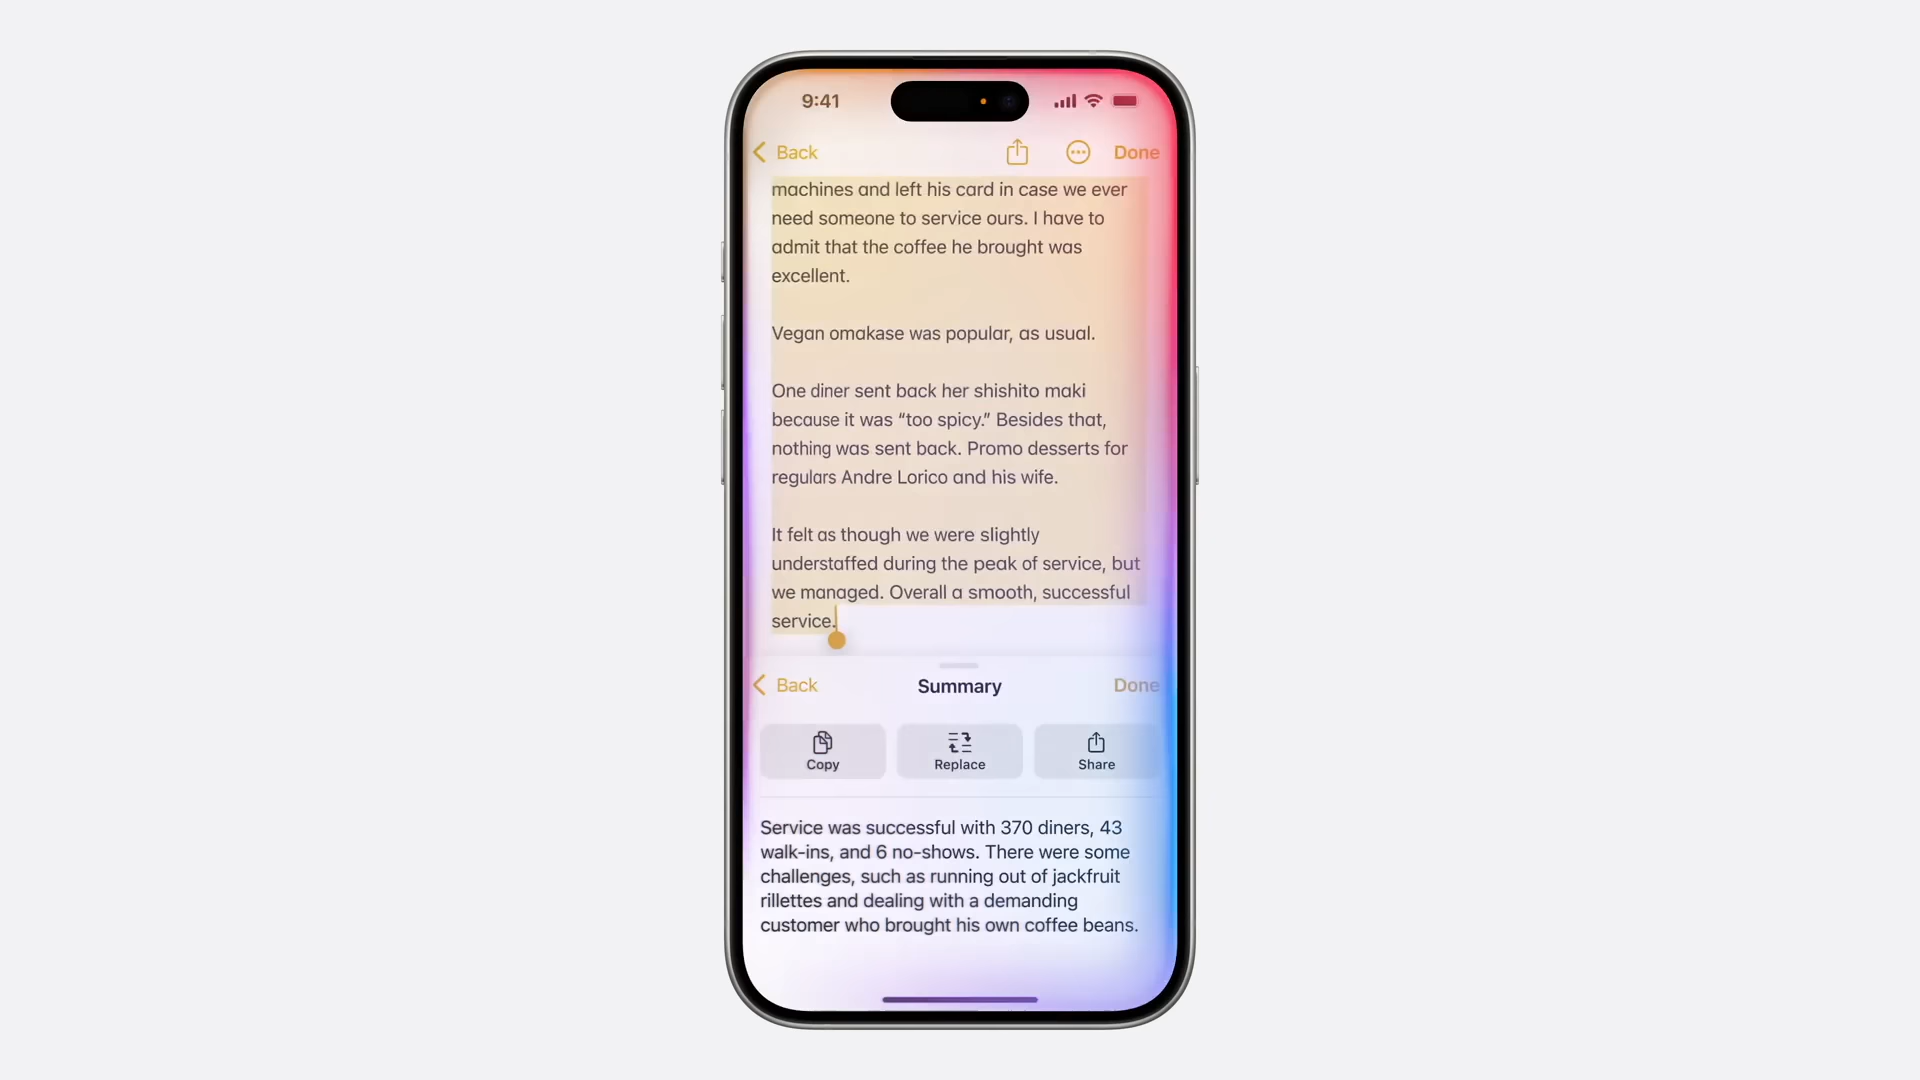 9:41
Back
Done
machines and left his card in case we ever
need someone to service ours. I have to
admit that the coffee he brought was
excellent.
Vegan omakase was popular, as usual.
One diner sent back her shishito maki
because it was “too spicy.” Besides that,
nothing was sent back. Promo desserts for
regulars Andre Lorico and his wife.
It felt as though we were slightly
understaffed during the peak of service, but
we managed. Overall a smooth, successful
service.
Back
Summary
Done
Copy
Replace
Share
Service was successful with 370 diners, 43
walk-ins, and 6 no-shows. There were some
challenges, such as running out of jackfruit
rillettes and dealing with a demanding
customer who brought his own coffee beans.